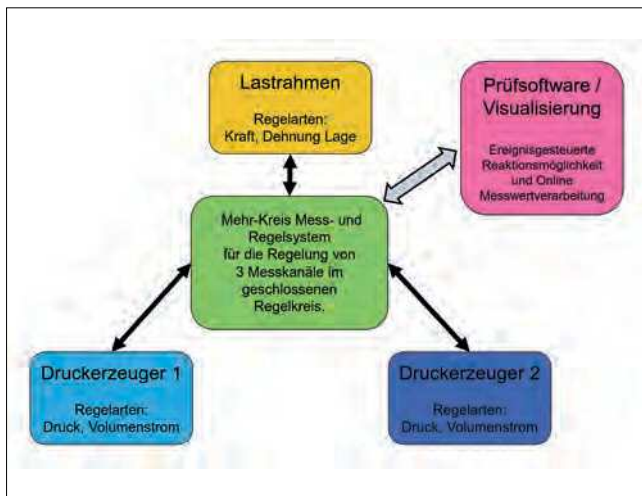 Lastrahmen
Regelarten:
Kraft, Dehnung Lage
Prüfsoftware /
Visualisierung
Ereignisgesteuerte
Reaktionsmöglichkeit
und Online
Messwertverarbeitung
Mehr-Kreis Mess- und
Regelsystem
für die Regelung von
3 Messkanäle im
geschlossenen
Regelkreis.
Druckerzeuger 1
Regelarten:
Druck, Volumenstrom
Druckerzeuger 2
Regelarten:
Druck, Volumenstrom